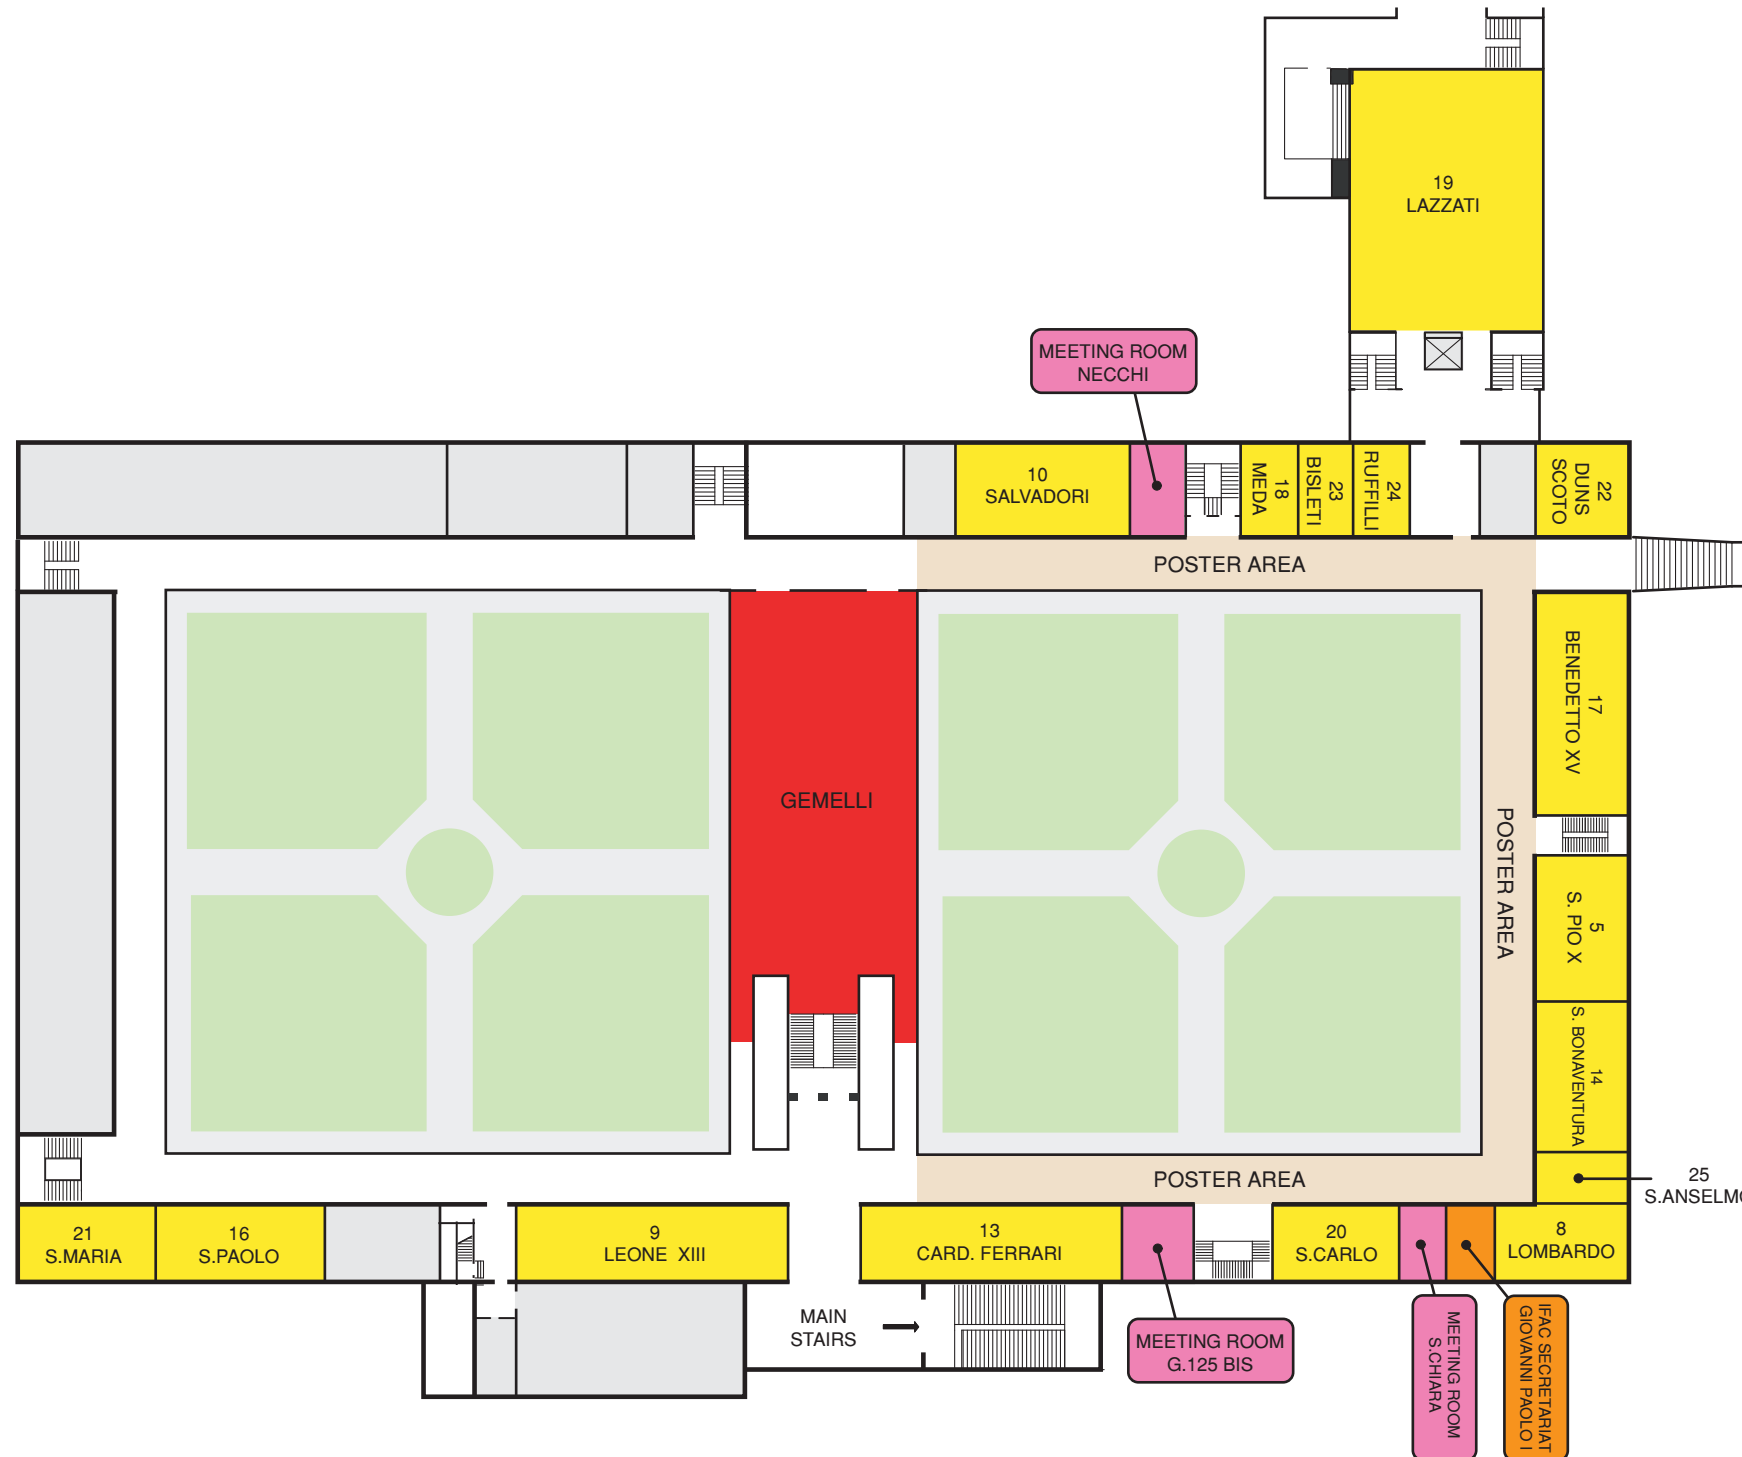 19
LAZZATI
MEETING ROOM
NECCHI
10
SALVADORI
18
MEDA
23
BISLETI
24
RUFFILLI
22
DUNS
SCOTO
POSTER AREA
17
BENEDETTO XV
GEMELLI
POSTER AREA
5
S. PIO X
14
S. BONAVENTURA
POSTER AREA
25
S.ANSELMO
21
S.MARIA
16
S.PAOLO
9
LEONE XIII
13
CARD. FERRARI
20
S.CARLO
8
LOMBARDO
MAIN
STAIRS
MEETING ROOM
G.125 BIS
MEETING ROOM
S.CHIARA
IFAC SECRETARIAT
GIOVANNI PAOLO I